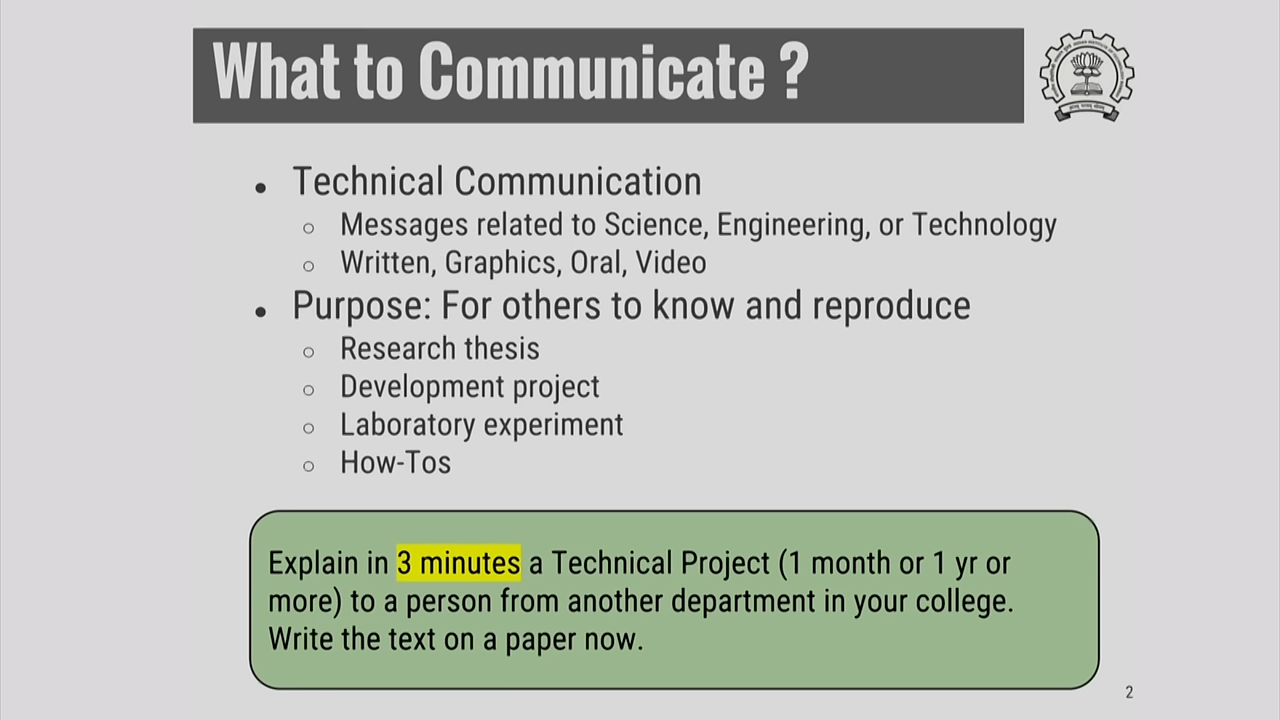 What to Communicate ?
● Technical Communication
○ Messages related to Science, Engineering, or Technology
○ Written, Graphics, Oral, Video
● Purpose: For others to know and reproduce
○ Research thesis
○ Development project
○ Laboratory experiment
○ How-Tos
Explain in 3 minutes a Technical Project (1 month or 1 yr or
more) to a person from another department in your college.
Write the text on a paper now.
2